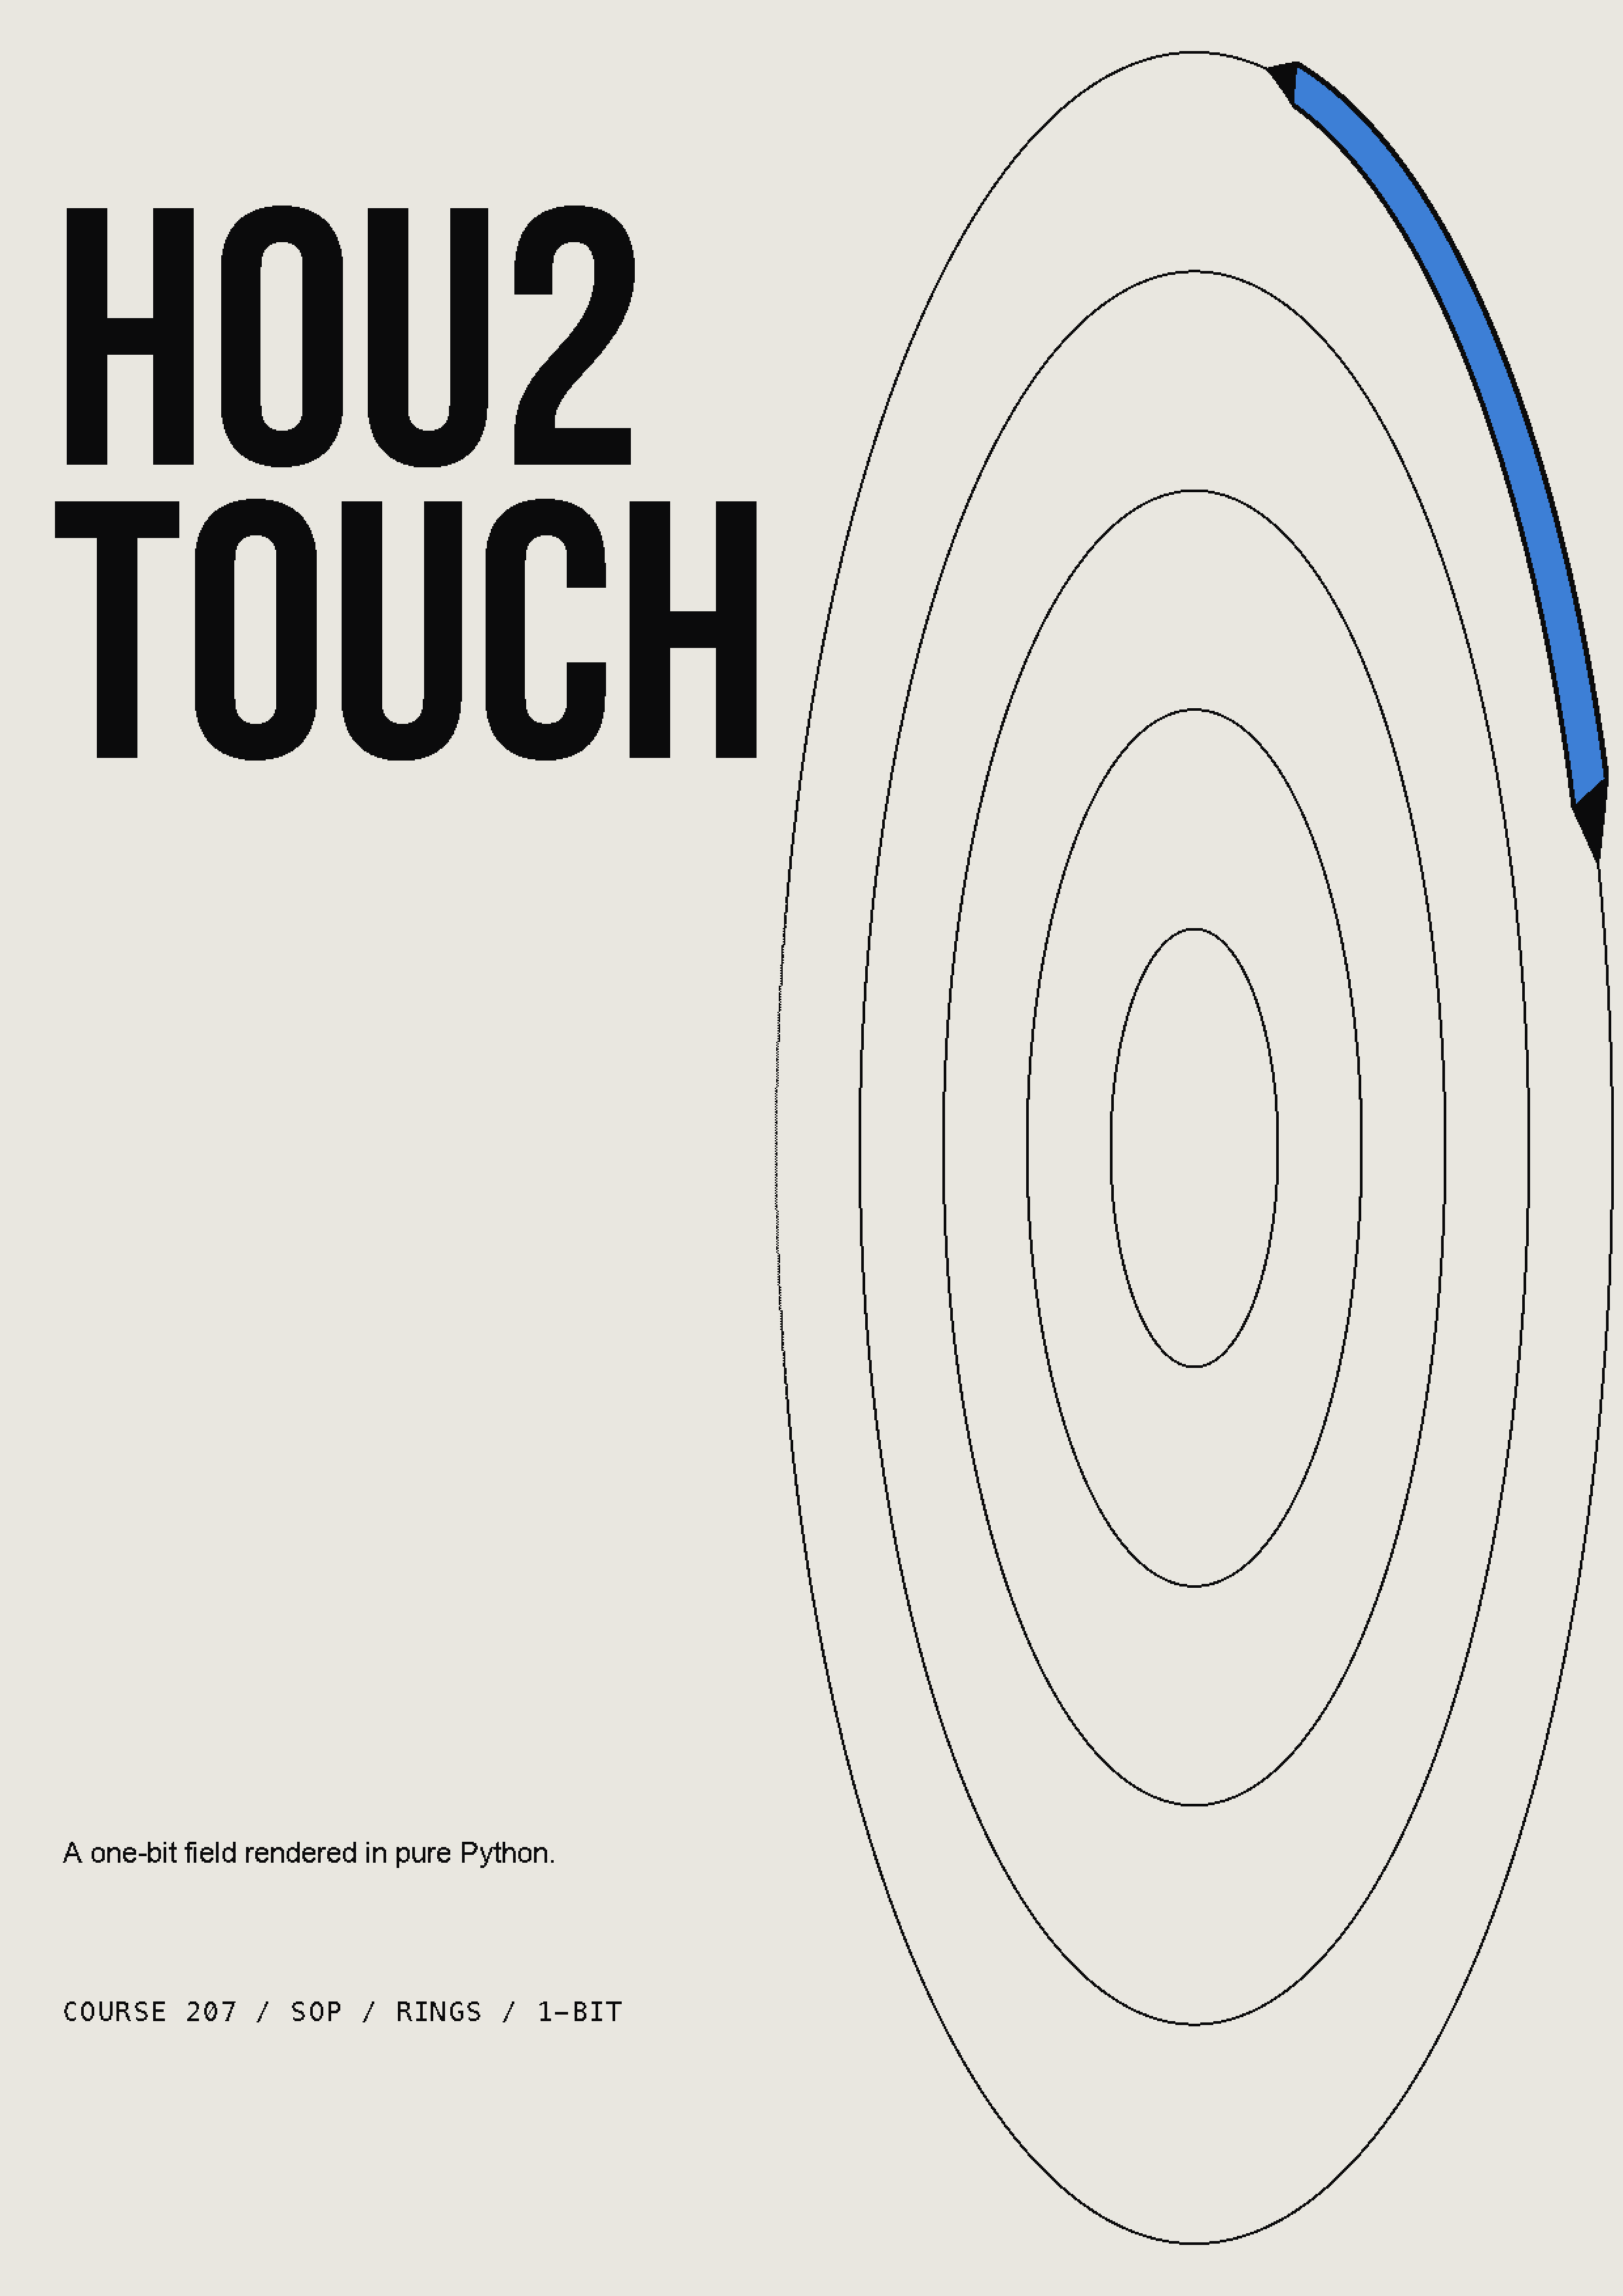 HOU2
TOUCH
A one-bit field rendered in pure Python.
COURSE 207 / SOP / RINGS / 1-BIT